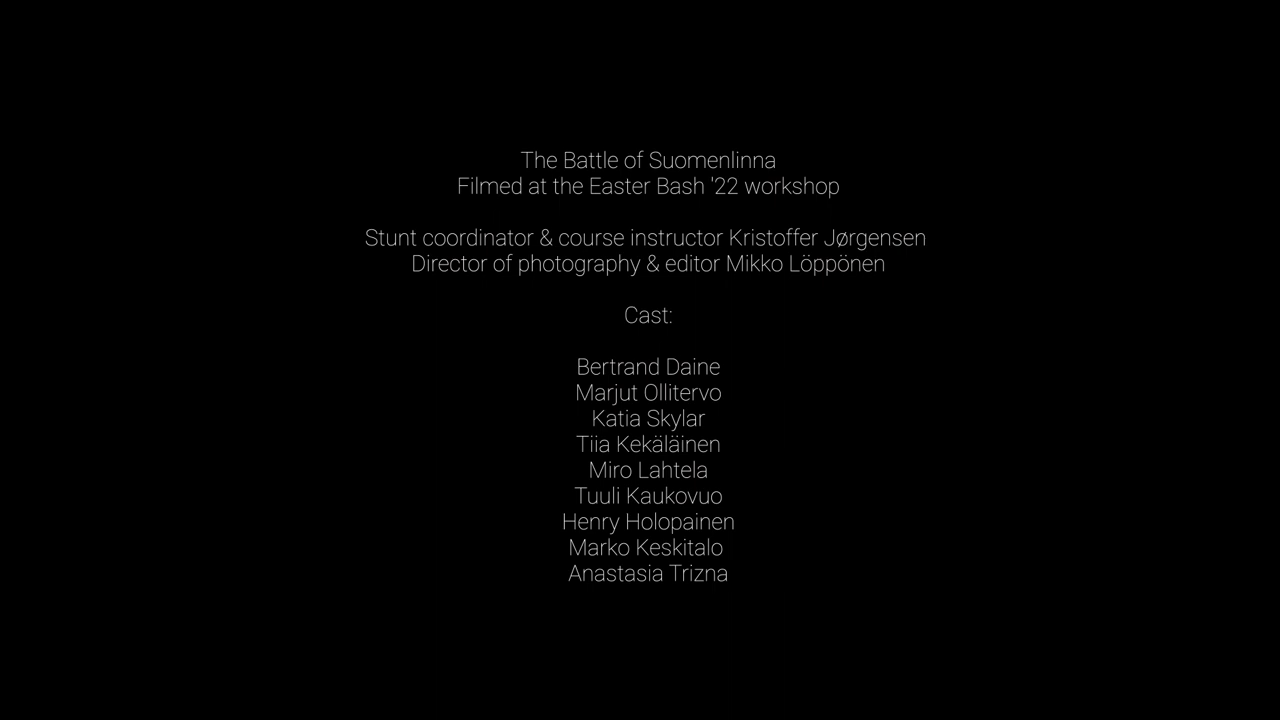 The Battle of Suomenlinna
Filmed at the Easter Bash '22 workshop
Stunt coordinator & course instructor Kristoffer Jørgensen
Director of photography & editor Mikko Löppönen
Cast:
Bertrand Daine
Marjut Ollitervo
Katia Skylar
Tiia Kekäläinen
Miro Lahtela
Tuuli Kaukovuo
Henry Holopainen
Marko Keskitalo
Anastasia Trizna